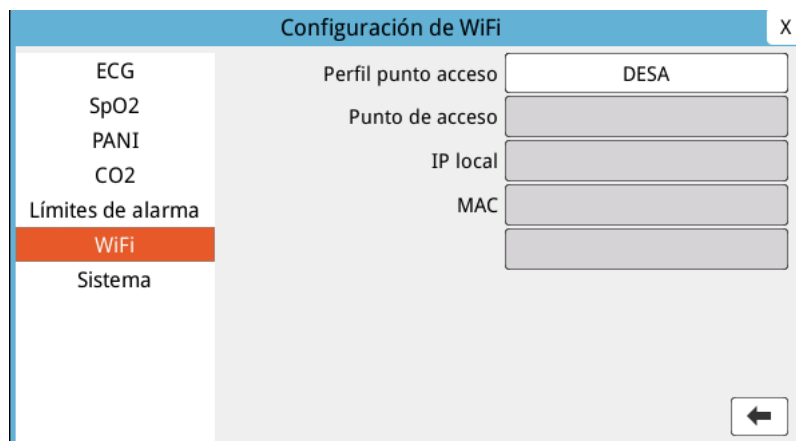 Configuración de WiFi
X
ECG
SpO2
PANI
CO2
Límites de alarma
WiFi
Sistema
Perfil punto acceso DESA
Punto de acceso
IP local
MAC